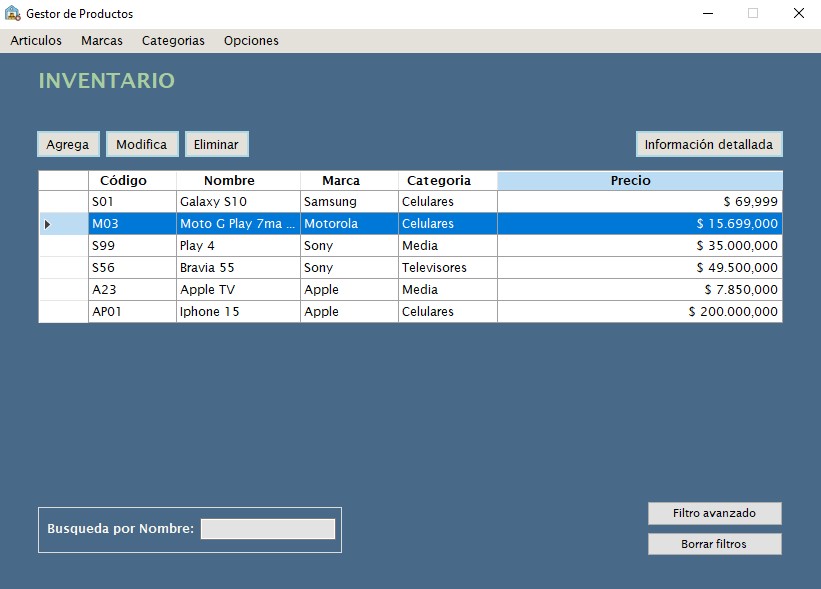 Gestor de Productos
Articulos Marcas Categorias Opciones
INVENTARIO
Agrega Modifica Eliminar Información detallada
Código Nombre Marca Categoria Precio
S01 Galaxy S10 Samsung Celulares $ 69,999
M03 Moto G Play 7ma ... Motorola Celulares $ 15.699,000
S99 Play 4 Sony Media $ 35.000,000
S56 Bravia 55 Sony Televisores $ 49.500,000
A23 Apple TV Apple Media $ 7.850,000
AP01 Iphone 15 Apple Celulares $ 200.000,000
Busqueda por Nombre:
Filtro avanzado
Borrar filtros